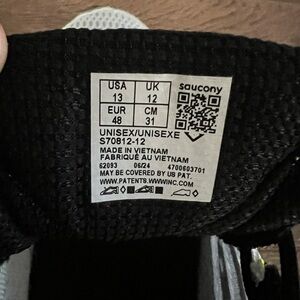 saucony
USA UK
13 12
EUR CM
48 31
UNISEX/UNISEXE
S70812-12
MADE IN VIETNAM
FABRIQUÉ AU VIETNAM
62093 06/24 4700603701
MAY BE COVERED BY US PAT.
WWW.PATENTS.WWWINC.COM